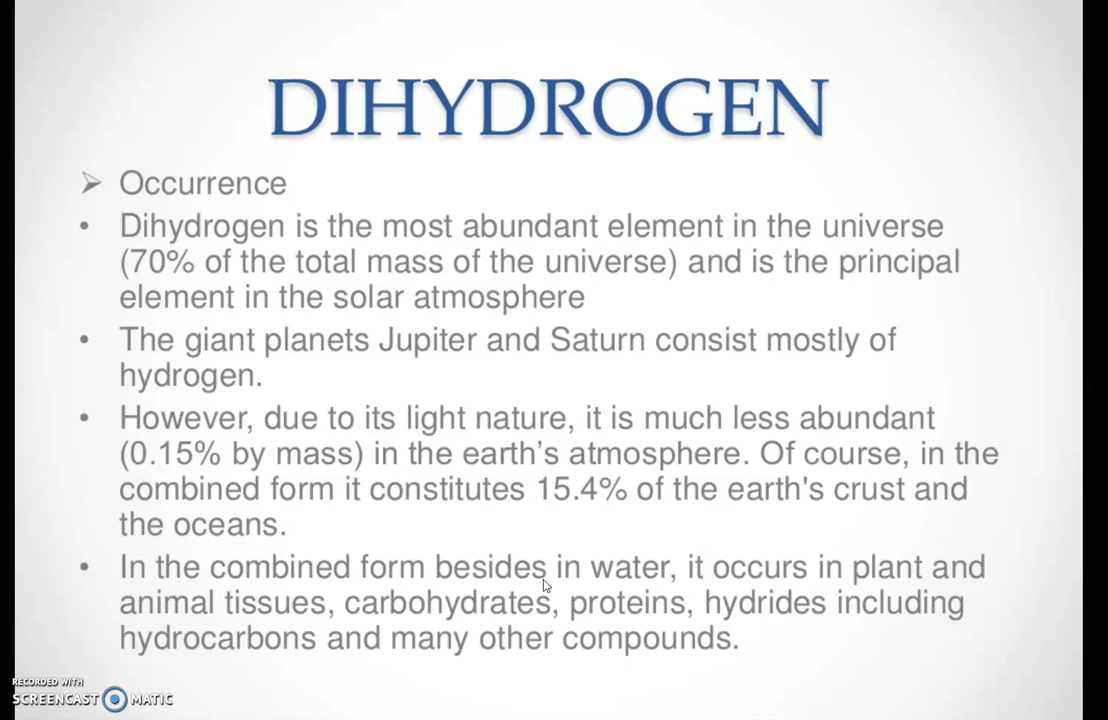 DIHYDROGEN
➢ Occurrence
• Dihydrogen is the most abundant element in the universe
(70% of the total mass of the universe) and is the principal
element in the solar atmosphere
• The giant planets Jupiter and Saturn consist mostly of
hydrogen.
• However, due to its light nature, it is much less abundant
(0.15% by mass) in the earth’s atmosphere. Of course, in the
combined form it constitutes 15.4% of the earth's crust and
the oceans.
• In the combined form besides in water, it occurs in plant and
animal tissues, carbohydrates, proteins, hydrides including
hydrocarbons and many other compounds.
RECORDED WITH
SCREENCAST MATIC